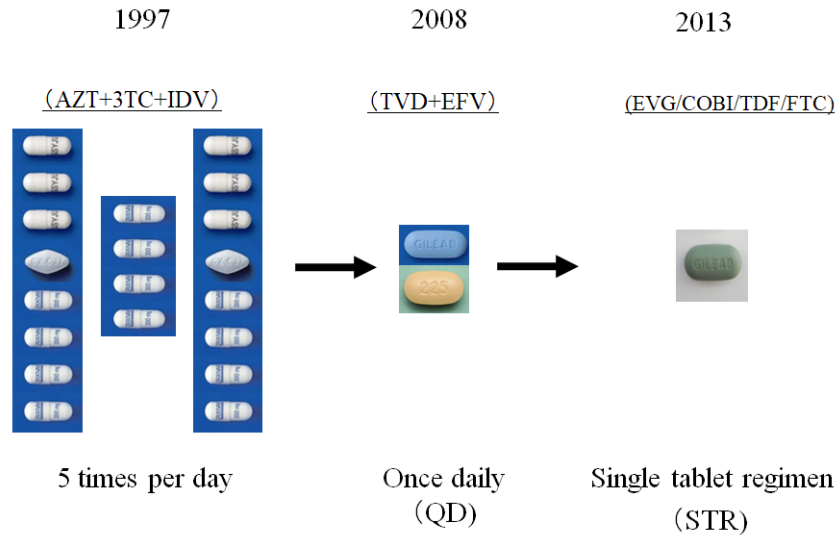 1997
2008
2013
(AZT+3TC+IDV)
(TVD+EFV)
(EVG/COBI/TDF/FTC)
GILEAD
225
GILEAD
5 times per day
Once daily
(QD)
Single tablet regimen
(STR)